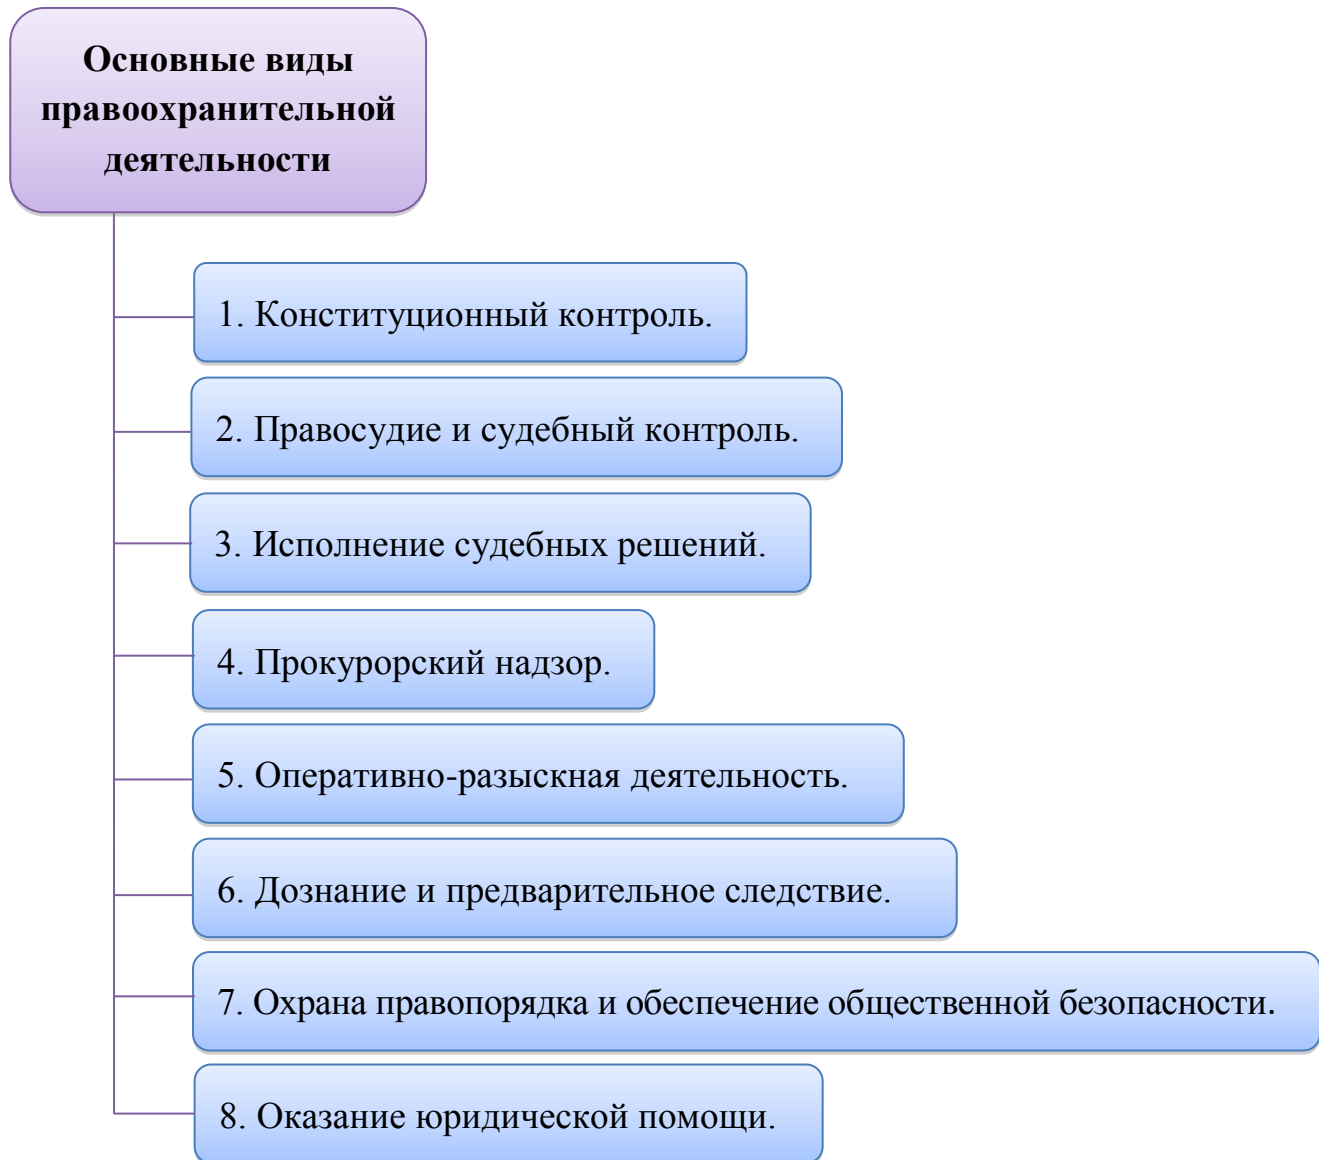 Основные виды
правоохранительной
деятельности
1. Конституционный контроль.
2. Правосудие и судебный контроль.
3. Исполнение судебных решений.
4. Прокурорский надзор.
5. Оперативно-разыскная деятельность.
6. Дознание и предварительное следствие.
7. Охрана правопорядка и обеспечение общественной безопасности.
8. Оказание юридической помощи.